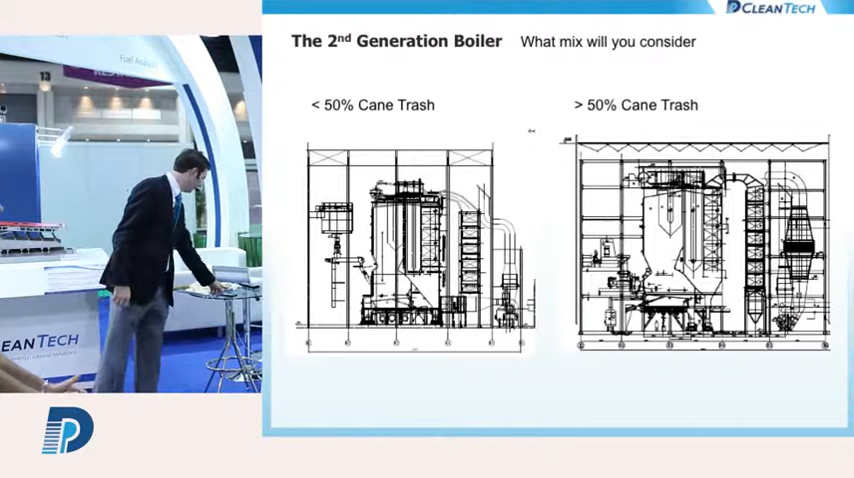 Fuel Analysis
13
CLEANTECH
The 2nd Generation Boiler What mix will you consider
< 50% Cane Trash
> 50% Cane Trash
EANTECH